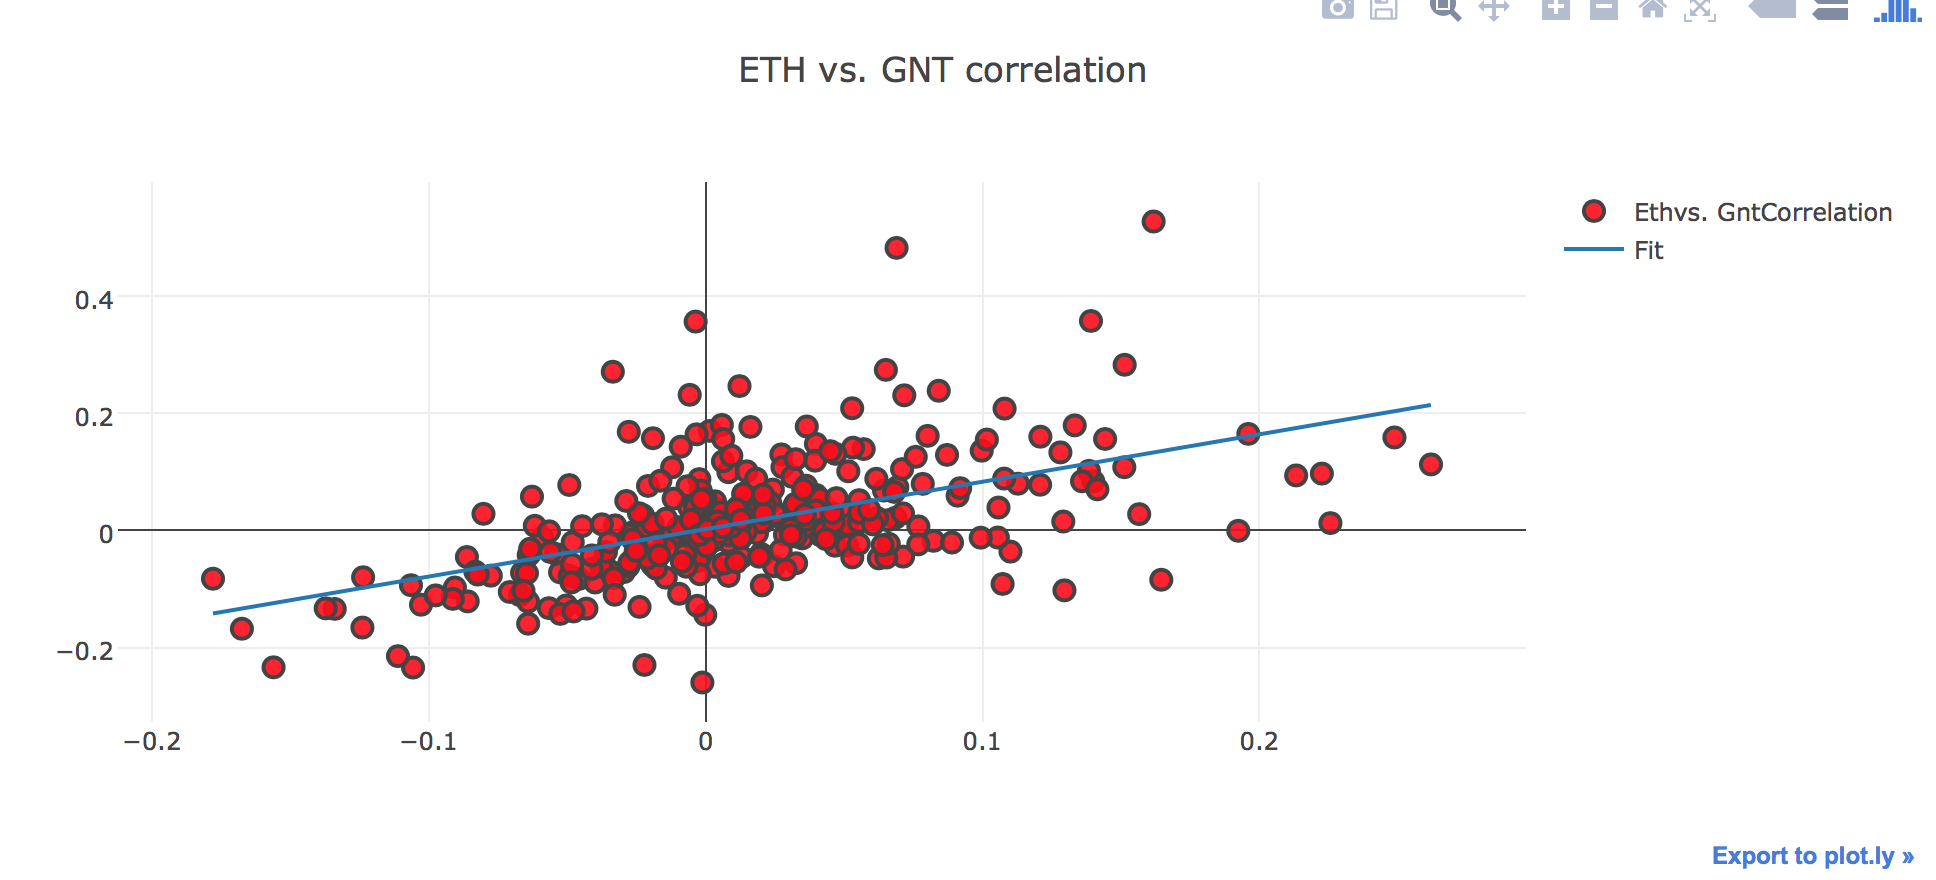 ETH vs. GNT correlation
Ethvs. GntCorrelation
Fit
0.4
0.2
0
−0.2
−0.2
−0.1
0
0.1
0.2
Export to plot.ly »